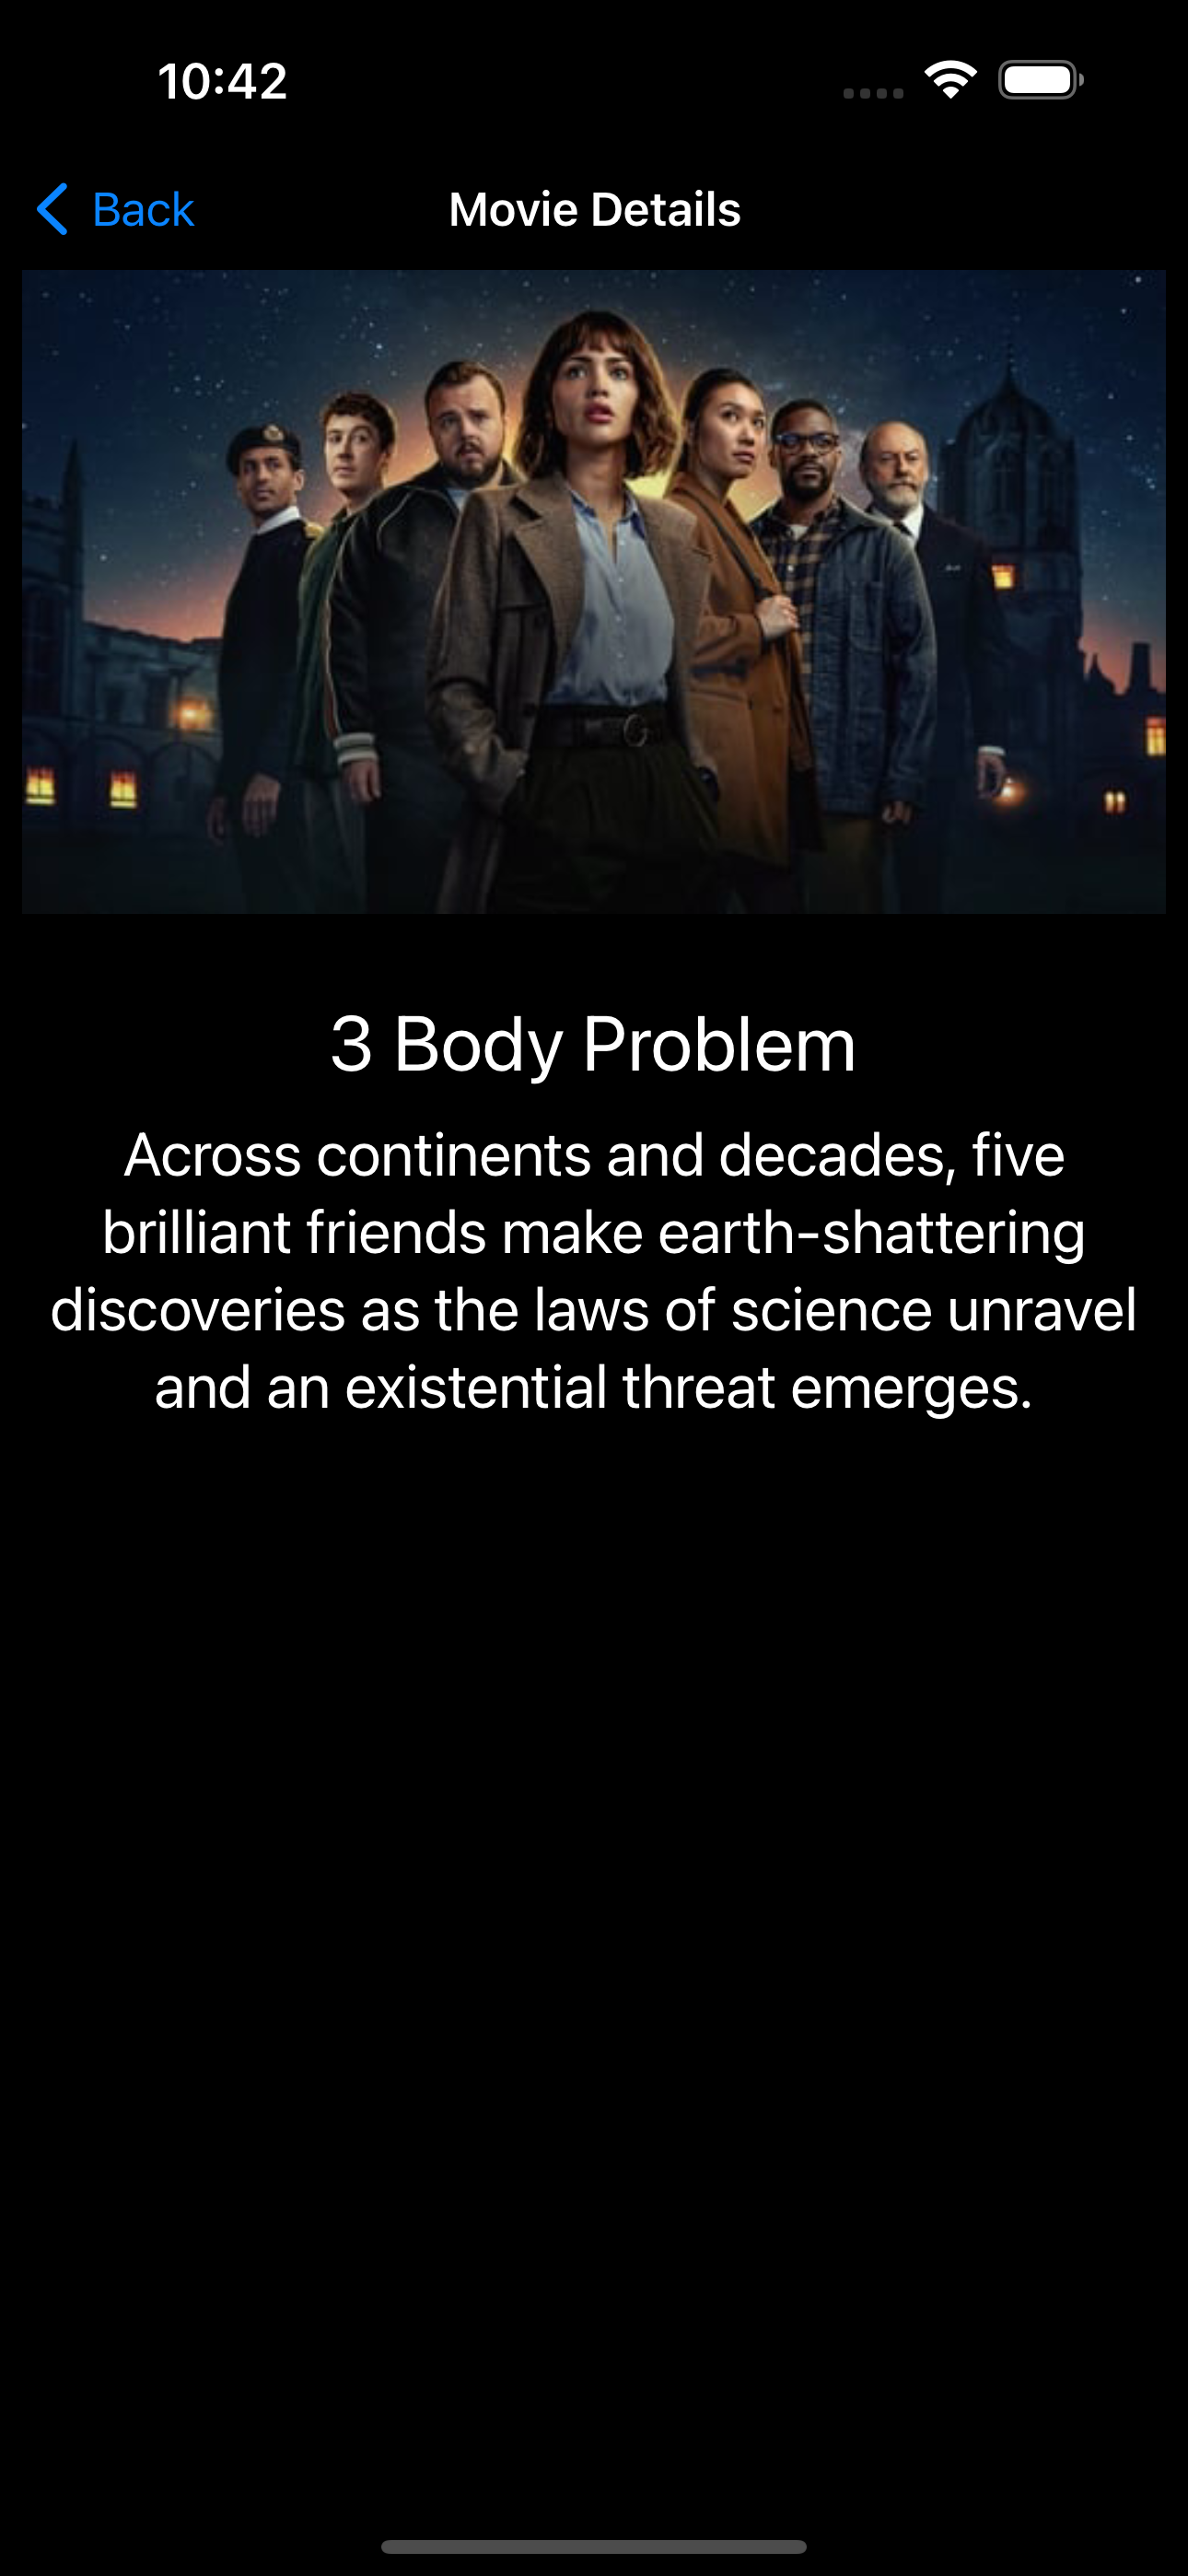 10:42
Back
Movie Details
3 Body Problem
Across continents and decades, five
brilliant friends make earth-shattering
discoveries as the laws of science unravel
and an existential threat emerges.